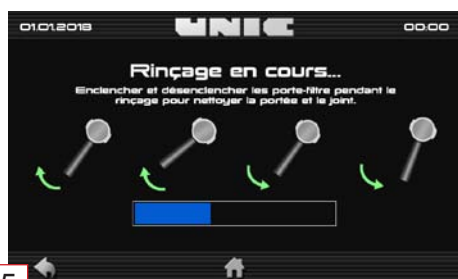 01.01.2018 UNIC 00:00
Rinçage en cours...
Enclencher et désenclencher les porte-filtre pendant le
rinçage pour nettoyer la portée et le joint.
5